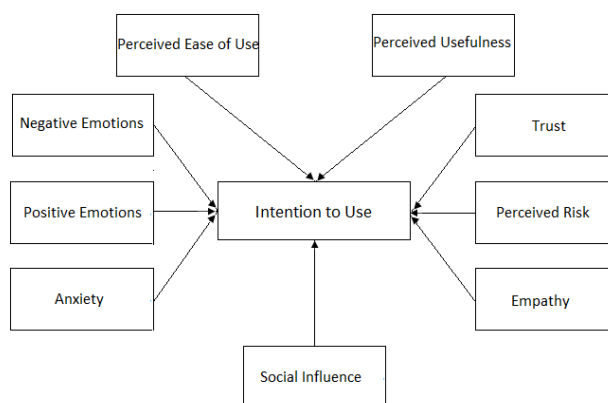 Perceived Ease of Use
Perceived Usefulness
Negative Emotions
Trust
Positive Emotions
Intention to Use
Perceived Risk
Anxiety
Empathy
Social Influence